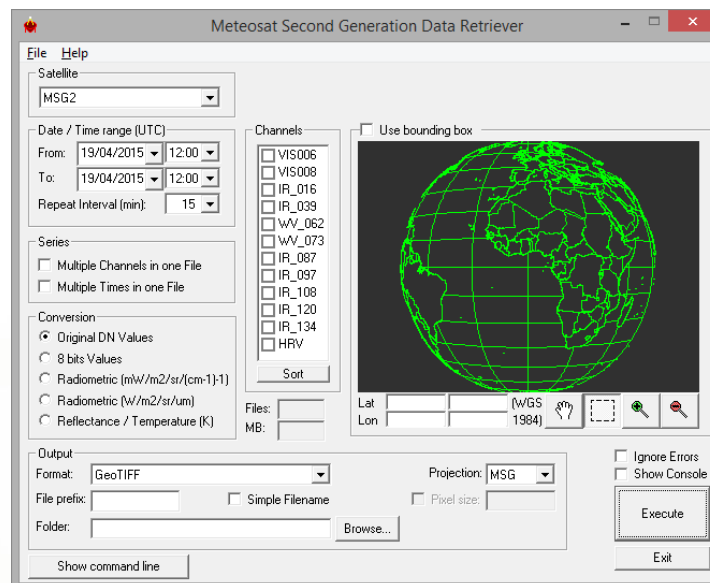 Meteosat Second Generation Data Retriever
File Help
Satellite
MSG2
Date / Time range (UTC)
From: 19/04/2015 12:00
To: 19/04/2015 12:00
Repeat Interval (min): 15
Series
Multiple Channels in one File
Multiple Times in one File
Conversion
Original DN Values
8 bits Values
Radiometric (mW/m2/sr/(cm-1)-1)
Radiometric (W/m2/sr/um)
Reflectance / Temperature (K)
Channels
VIS006
VIS008
IR_016
IR_039
WV_062
WV_073
IR_087
IR_097
IR_108
IR_120
IR_134
HRV
Sort
Files:
MB:
Use bounding box
Lat (WGS
Lon 1984)
Output
Format: GeoTIFF Projection: MSG
File prefix: Simple Filename Pixel size:
Folder: Browse...
Ignore Errors
Show Console
Execute
Exit
Show command line